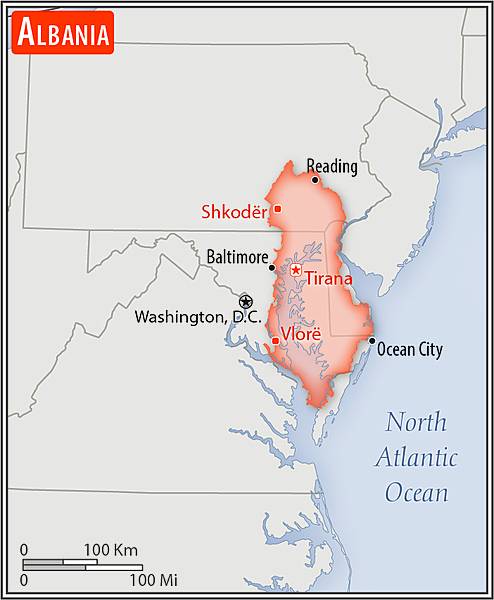 ALBANIA
Reading
Shkodër
Baltimore
Tirana
Washington, D.C.
Vlorë
Ocean City
North
Atlantic
Ocean
0 100 Km
0 100 Mi